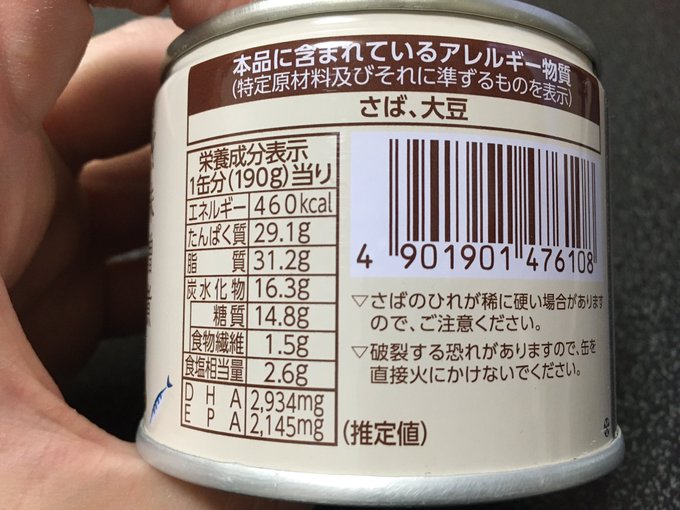 本品に含まれているアレルギー物質
(特定原材料及びそれに準ずるものを表示)
さば、大豆
栄養成分表示
1缶分(190g)当り
エネルギー 460kcal
たんぱく質 29.1g
脂質 31.2g
炭水化物 16.3g
糖質 14.8g
食物繊維 1.5g
食塩相当量 2.6g
DHA 2,934mg
EPA 2,145mg
(推定値)
4 901901 476108
▽さばのひれが稀に硬い場合があります
ので、ご注意ください。
▽破裂する恐れがありますので、缶を
直接火にかけないでください。